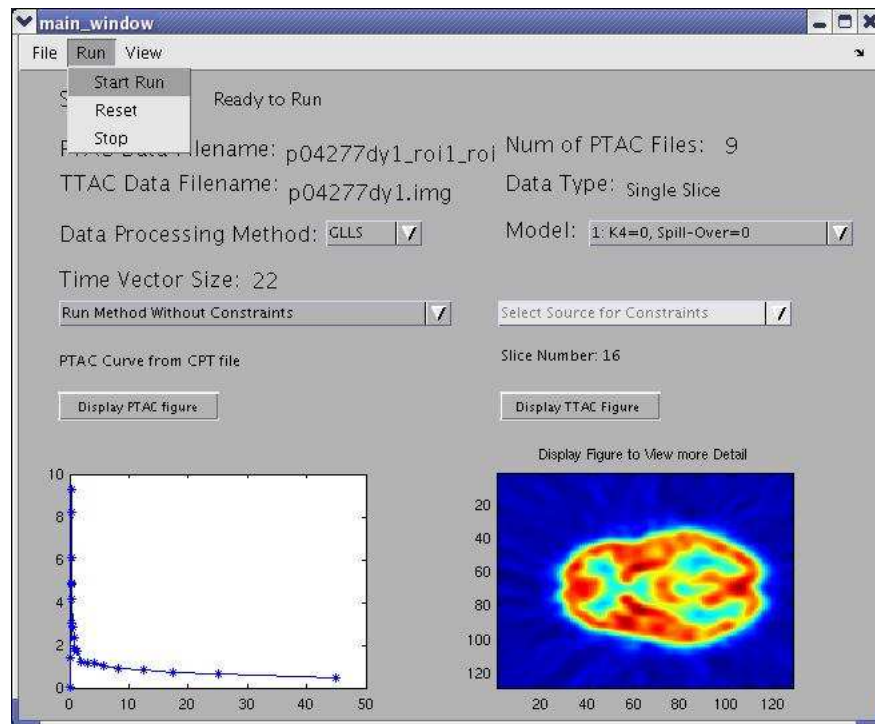 main_window
File Run View
Start Run
Reset
Stop
Ready to Run
PTAC Data Filename: p04277dy1_roi1_roi
Num of PTAC Files: 9
TTAC Data Filename: p04277dy1.img
Data Type: Single Slice
Data Processing Method: GLLS
Model: 1: K4=0, Spill-Over=0
Time Vector Size: 22
Run Method Without Constraints
Select Source for Constraints
PTAC Curve from CPT file
Slice Number: 16
Display PTAC figure
Display TTAC Figure
Display Figure to View more Detail
10
8
6
4
2
0
0 10 20 30 40 50
20
40
60
80
100
120
20 40 60 80 100 120